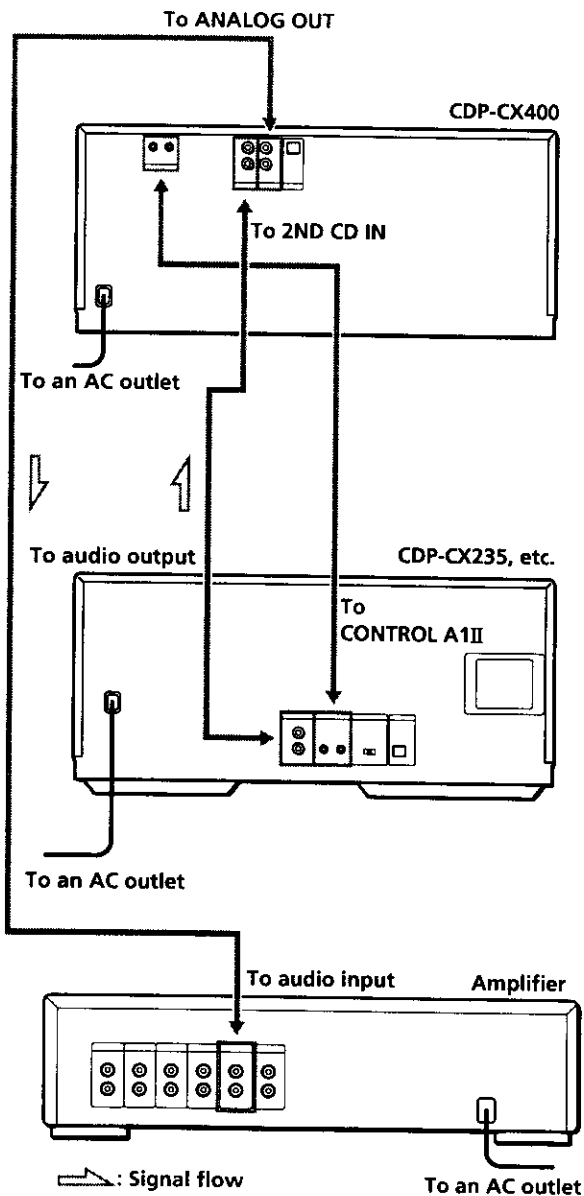 To ANALOG OUT
CDP-CX400
To 2ND CD IN
To an AC outlet
To audio output
CDP-CX235, etc.
To
CONTROL A1Ⅱ
To an AC outlet
To audio input
Amplifier
: Signal flow
To an AC outlet